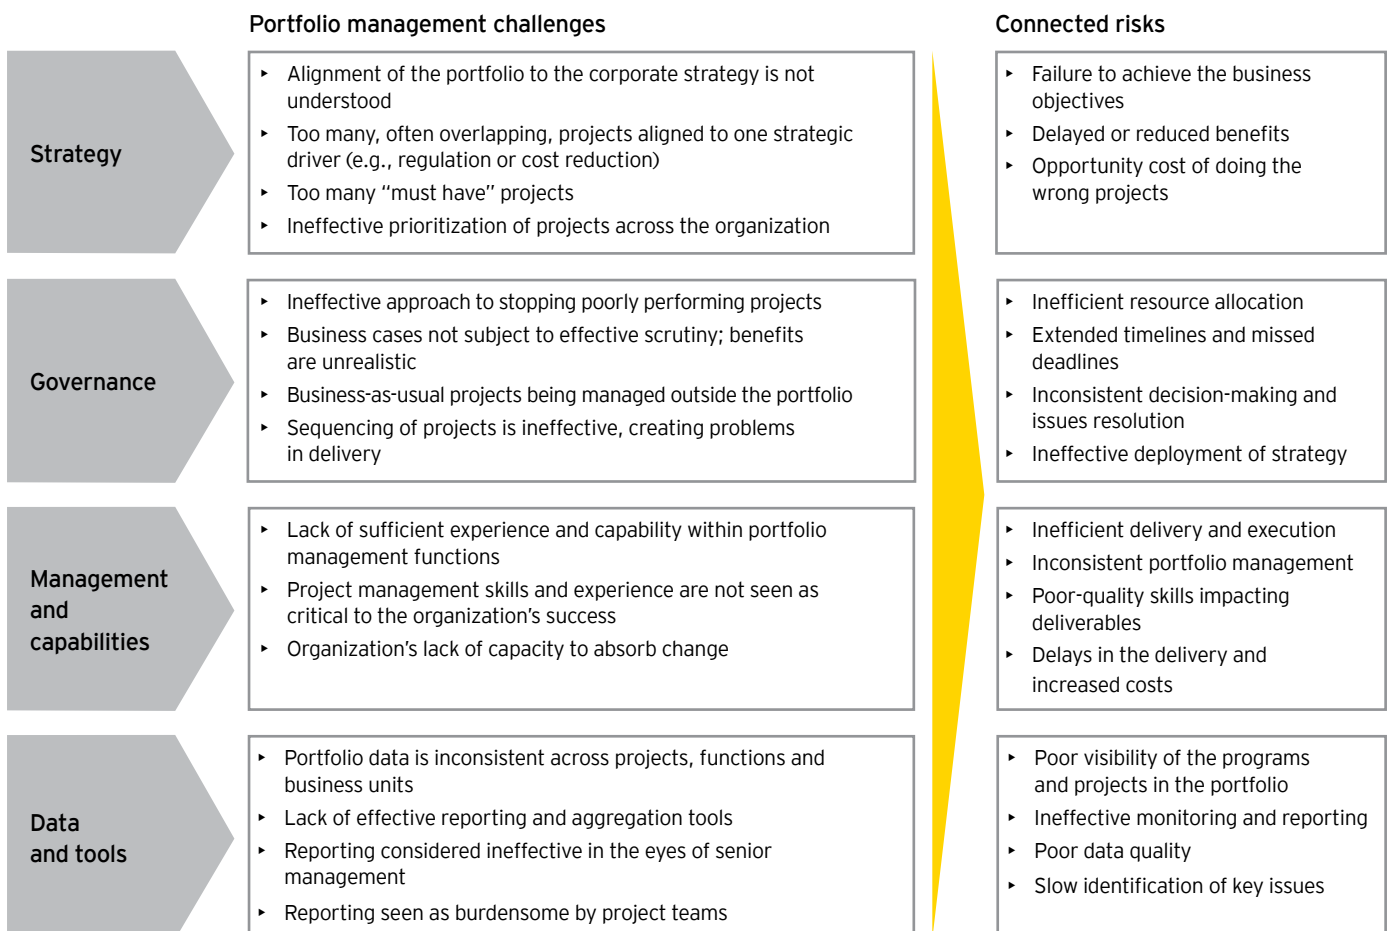 Portfolio management challenges
Connected risks
Strategy
‣ Alignment of the portfolio to the corporate strategy is not
understood
‣ Too many, often overlapping, projects aligned to one strategic
driver (e.g., regulation or cost reduction)
‣ Too many “must have” projects
‣ Ineffective prioritization of projects across the organization
‣ Failure to achieve the business
objectives
‣ Delayed or reduced benefits
‣ Opportunity cost of doing the
wrong projects
Governance
‣ Ineffective approach to stopping poorly performing projects
‣ Business cases not subject to effective scrutiny; benefits
are unrealistic
‣ Business-as-usual projects being managed outside the portfolio
‣ Sequencing of projects is ineffective, creating problems
in delivery
‣ Inefficient resource allocation
‣ Extended timelines and missed
deadlines
‣ Inconsistent decision-making and
issues resolution
‣ Ineffective deployment of strategy
Management
and
capabilities
‣ Lack of sufficient experience and capability within portfolio
management functions
‣ Project management skills and experience are not seen as
critical to the organization’s success
‣ Organization’s lack of capacity to absorb change
‣ Inefficient delivery and execution
‣ Inconsistent portfolio management
‣ Poor-quality skills impacting
deliverables
‣ Delays in the delivery and
increased costs
Data
and tools
‣ Portfolio data is inconsistent across projects, functions and
business units
‣ Lack of effective reporting and aggregation tools
‣ Reporting considered ineffective in the eyes of senior
management
‣ Reporting seen as burdensome by project teams
‣ Poor visibility of the programs
and projects in the portfolio
‣ Ineffective monitoring and reporting
‣ Poor data quality
‣ Slow identification of key issues